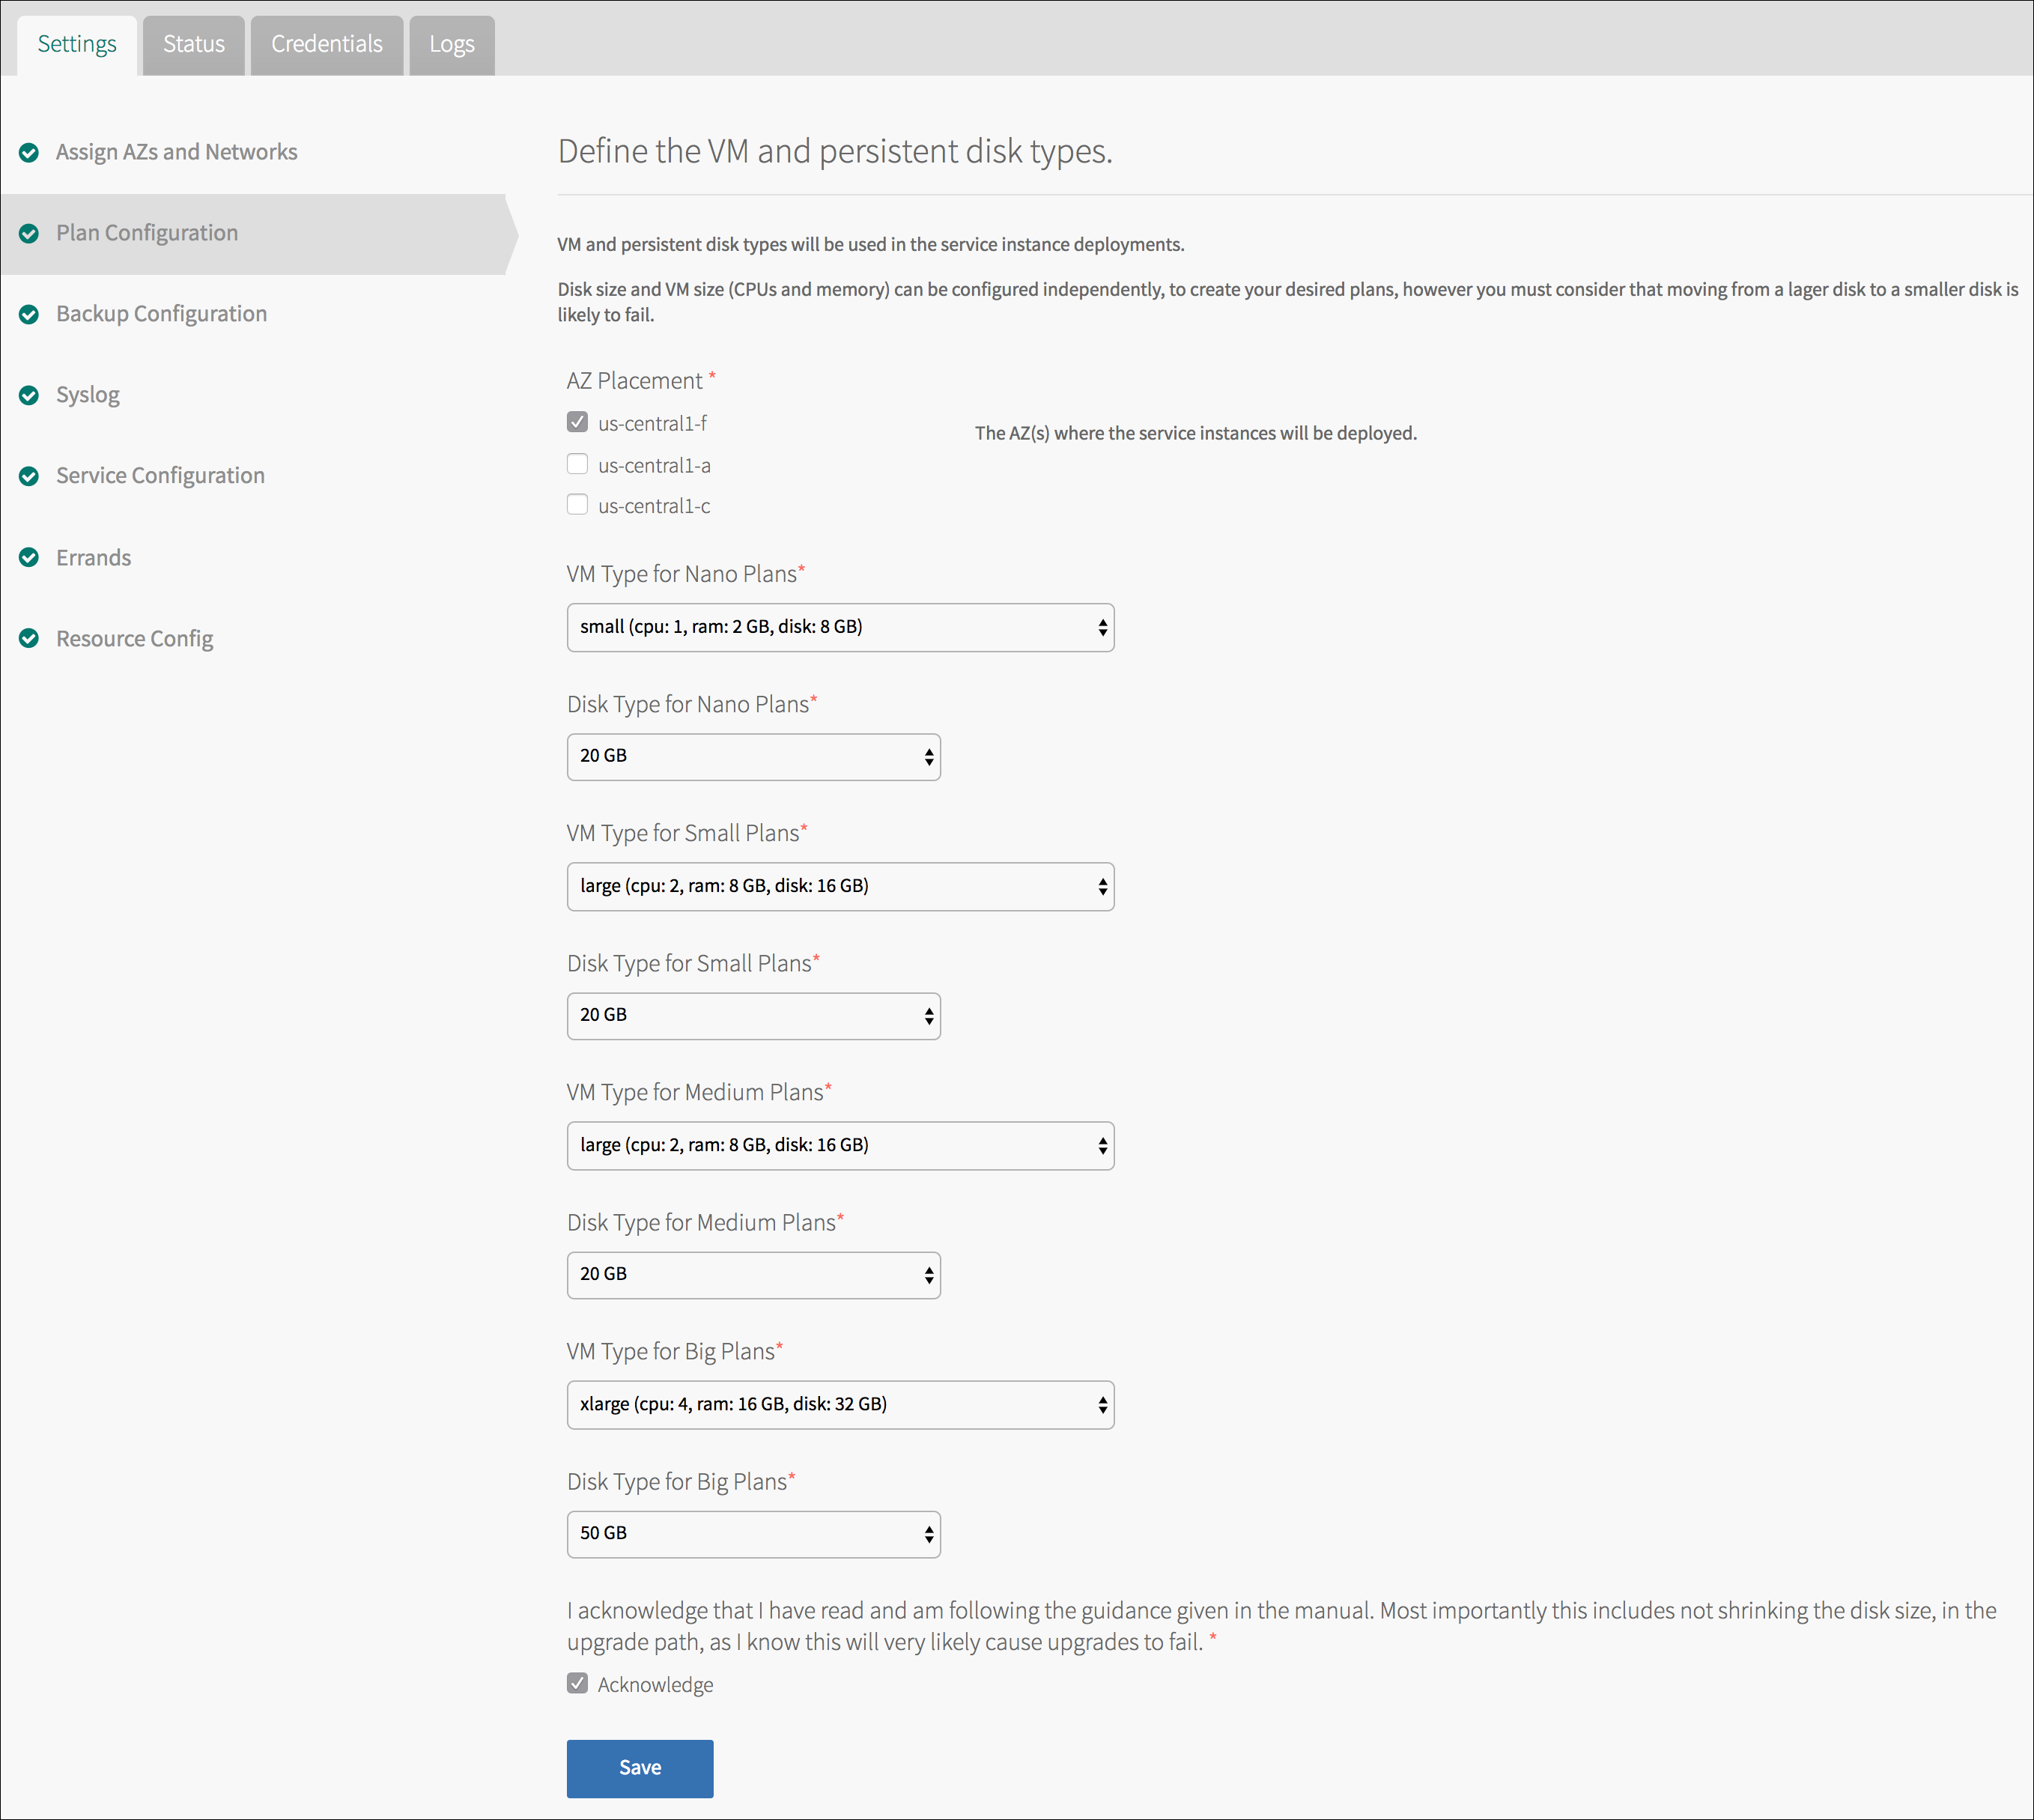 Settings
Status
Credentials
Logs
Assign AZs and Networks
Plan Configuration
Backup Configuration
Syslog
Service Configuration
Errands
Resource Config
Define the VM and persistent disk types.
VM and persistent disk types will be used in the service instance deployments.
Disk size and VM size (CPUs and memory) can be configured independently, to create your desired plans, however you must consider that moving from a lager disk to a smaller disk is
likely to fail.
AZ Placement *
us-central1-f
The AZ(s) where the service instances will be deployed.
us-central1-a
us-central1-c
VM Type for Nano Plans*
small (cpu: 1, ram: 2 GB, disk: 8 GB)
Disk Type for Nano Plans*
20 GB
VM Type for Small Plans*
large (cpu: 2, ram: 8 GB, disk: 16 GB)
Disk Type for Small Plans*
20 GB
VM Type for Medium Plans*
large (cpu: 2, ram: 8 GB, disk: 16 GB)
Disk Type for Medium Plans*
20 GB
VM Type for Big Plans*
xlarge (cpu: 4, ram: 16 GB, disk: 32 GB)
Disk Type for Big Plans*
50 GB
I acknowledge that I have read and am following the guidance given in the manual. Most importantly this includes not shrinking the disk size, in the
upgrade path, as I know this will very likely cause upgrades to fail. *
Acknowledge
Save